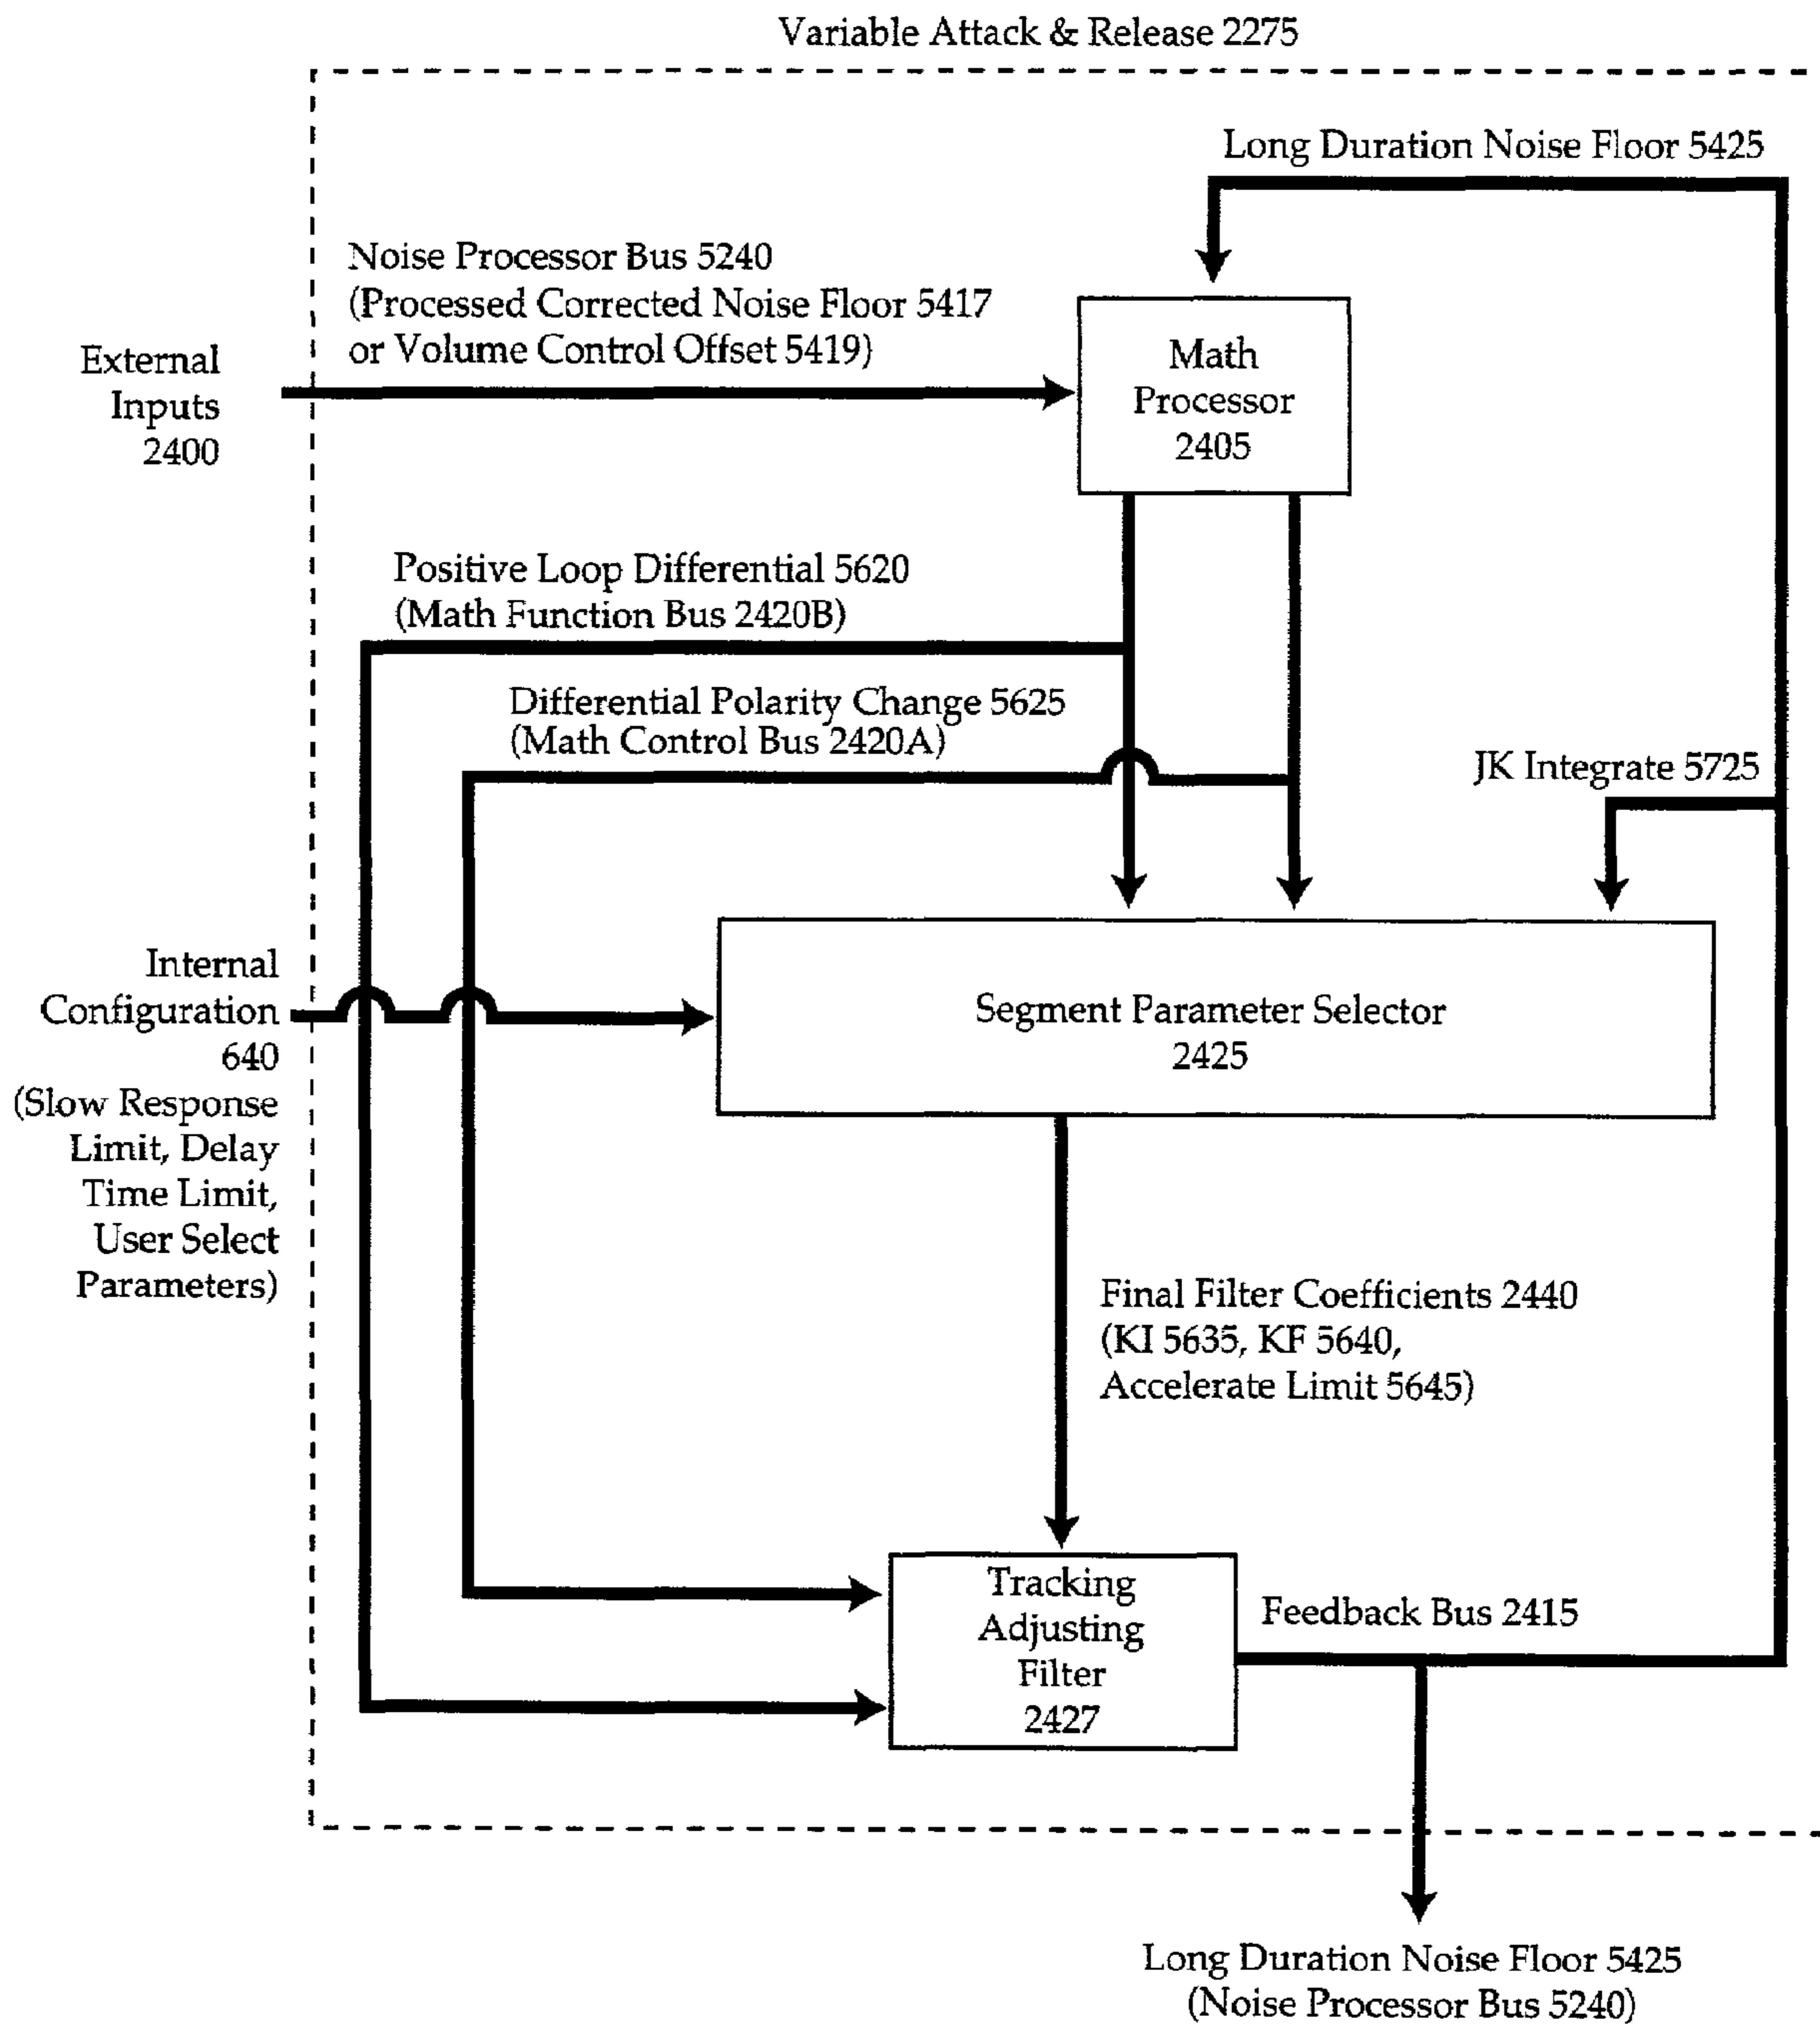 Variable Attack & Release 2275
Long Duration Noise Floor 5425
Noise Processor Bus 5240
(Processed Corrected Noise Floor 5417
or Volume Control Offset 5419)
External
Inputs
2400
Math
Processor
2405
Positive Loop Differential 5620
(Math Function Bus 2420B)
Differential Polarity Change 5625
(Math Control Bus 2420A)
JK Integrate 5725
Internal
Configuration
640
(Slow Response
Limit, Delay
Time Limit,
User Select
Parameters)
Segment Parameter Selector
2425
Final Filter Coefficients 2440
(KI 5635, KF 5640,
Accelerate Limit 5645)
Tracking
Adjusting
Filter
2427
Feedback Bus 2415
Long Duration Noise Floor 5425
(Noise Processor Bus 5240)